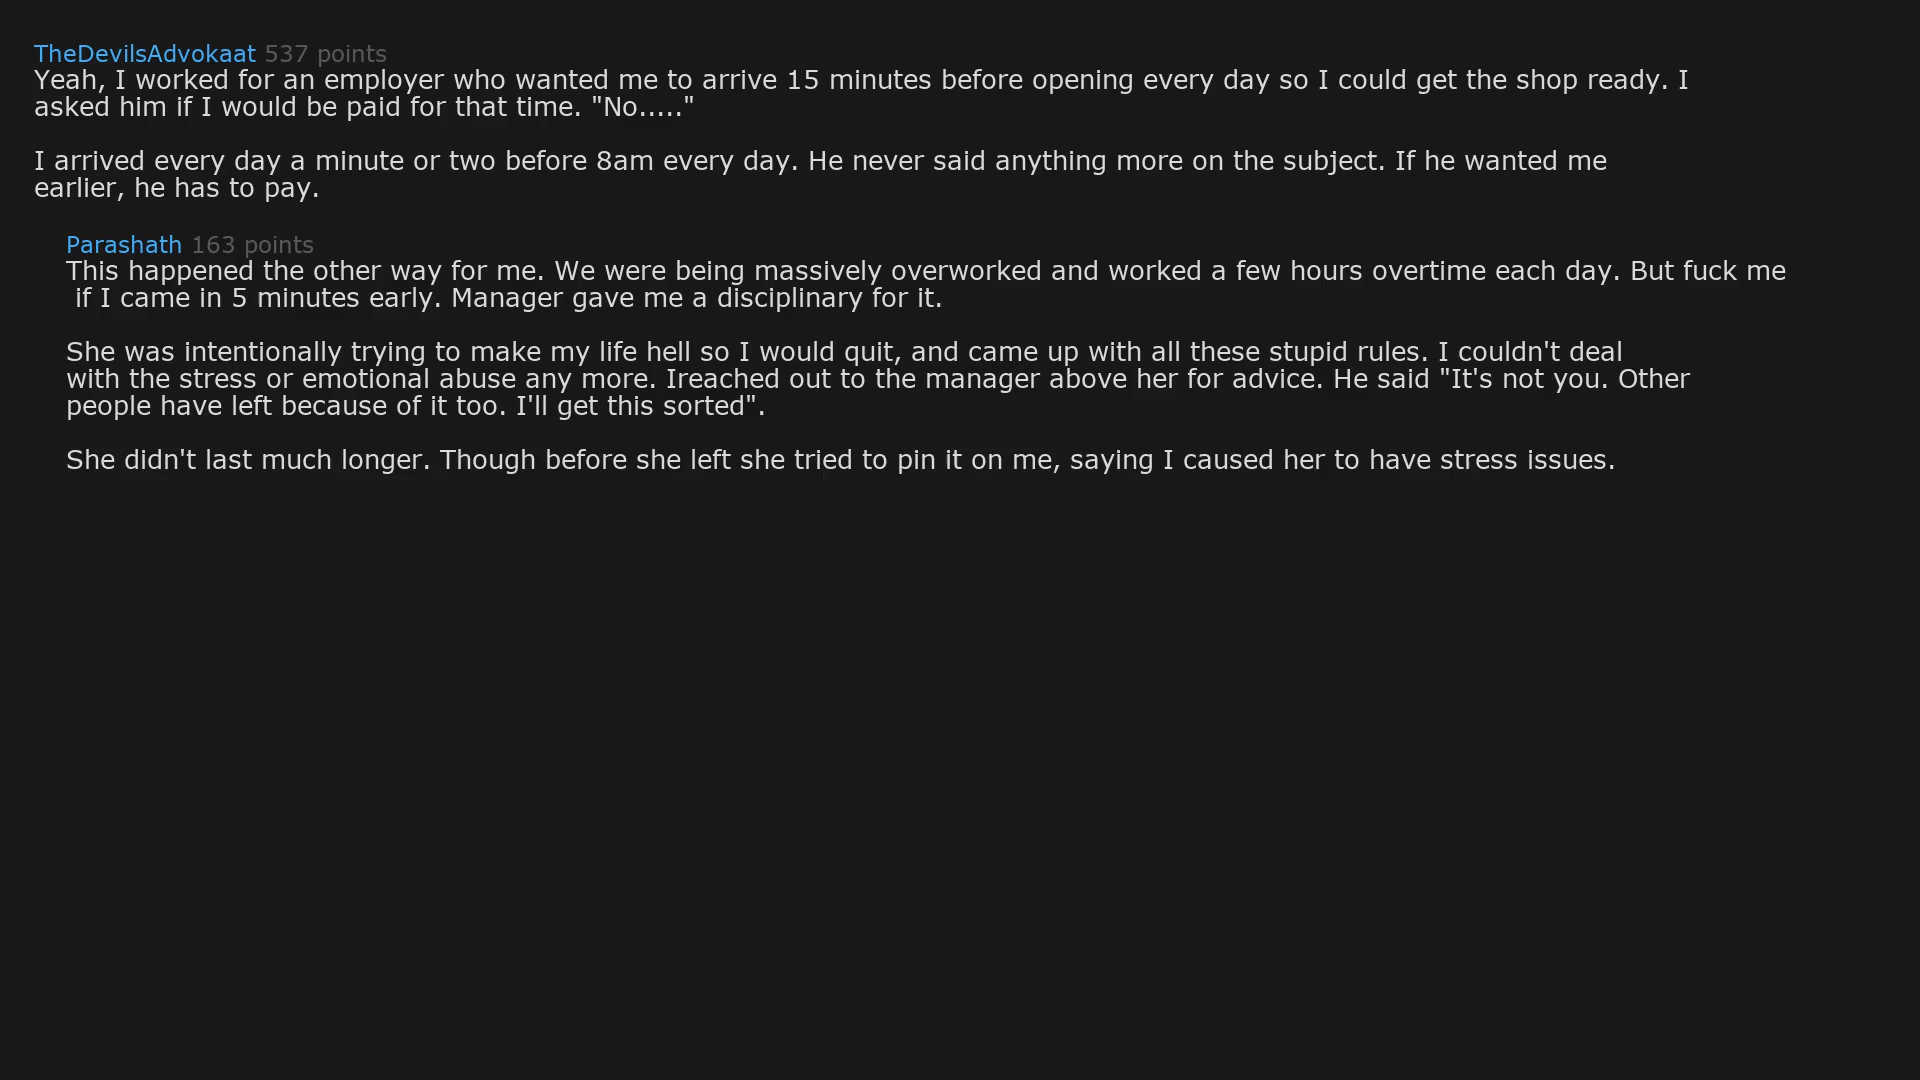 TheDevilsAdvokaat 537 points
Yeah, I worked for an employer who wanted me to arrive 15 minutes before opening every day so I could get the shop ready. I
asked him if I would be paid for that time. "No....."
I arrived every day a minute or two before 8am every day. He never said anything more on the subject. If he wanted me
earlier, he has to pay.
Parashath 163 points
This happened the other way for me. We were being massively overworked and worked a few hours overtime each day. But fuck me
if I came in 5 minutes early. Manager gave me a disciplinary for it.
She was intentionally trying to make my life hell so I would quit, and came up with all these stupid rules. I couldn't deal
with the stress or emotional abuse any more. Ireached out to the manager above her for advice. He said "It's not you. Other
people have left because of it too. I'll get this sorted".
She didn't last much longer. Though before she left she tried to pin it on me, saying I caused her to have stress issues.